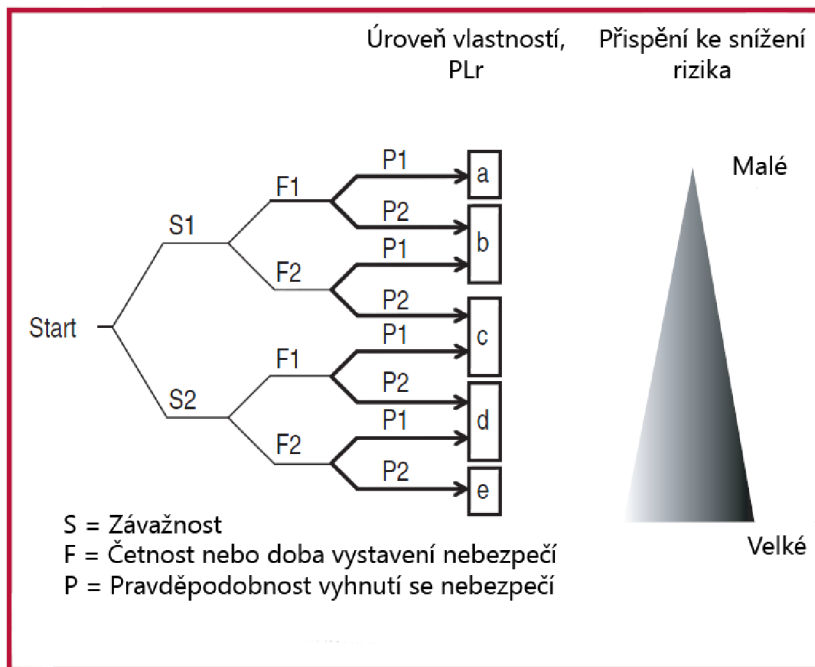 Úroveň vlastností,
PLr
Přispění ke snížení
rizika
Malé
P1
a
F1
P2
S1
b
P1
F2
P2
Start
c
P1
F1
P2
S2
d
P1
F2
P2
e
S = Závažnost
F = Četnost nebo doba vystavení nebezpečí
P = Pravděpodobnost vyhnutí se nebezpečí
Velké